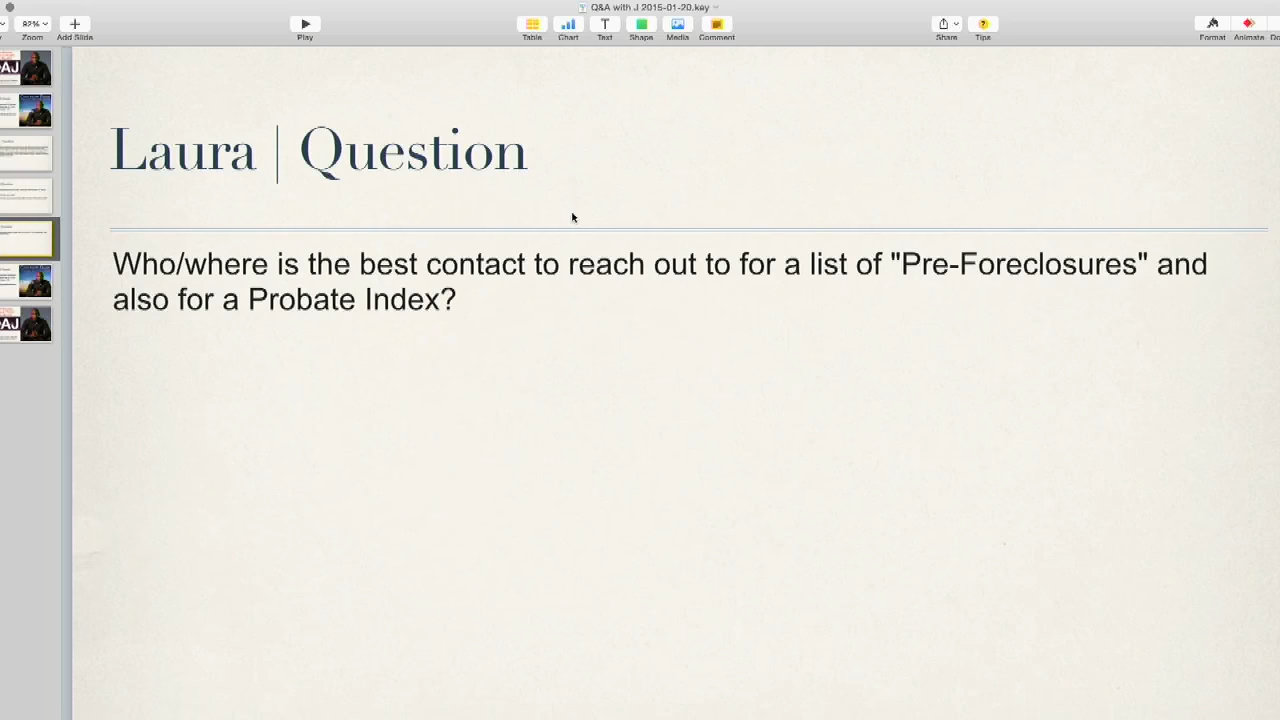 Q&A with J 2015-01-20.key
92%
Zoom
Add Slide
Play
Table
Chart
Text
Shape
Media
Comment
Share
Tips
Format
Animate
Laura | Question
Who/where is the best contact to reach out to for a list of "Pre-Foreclosures" and
also for a Probate Index?